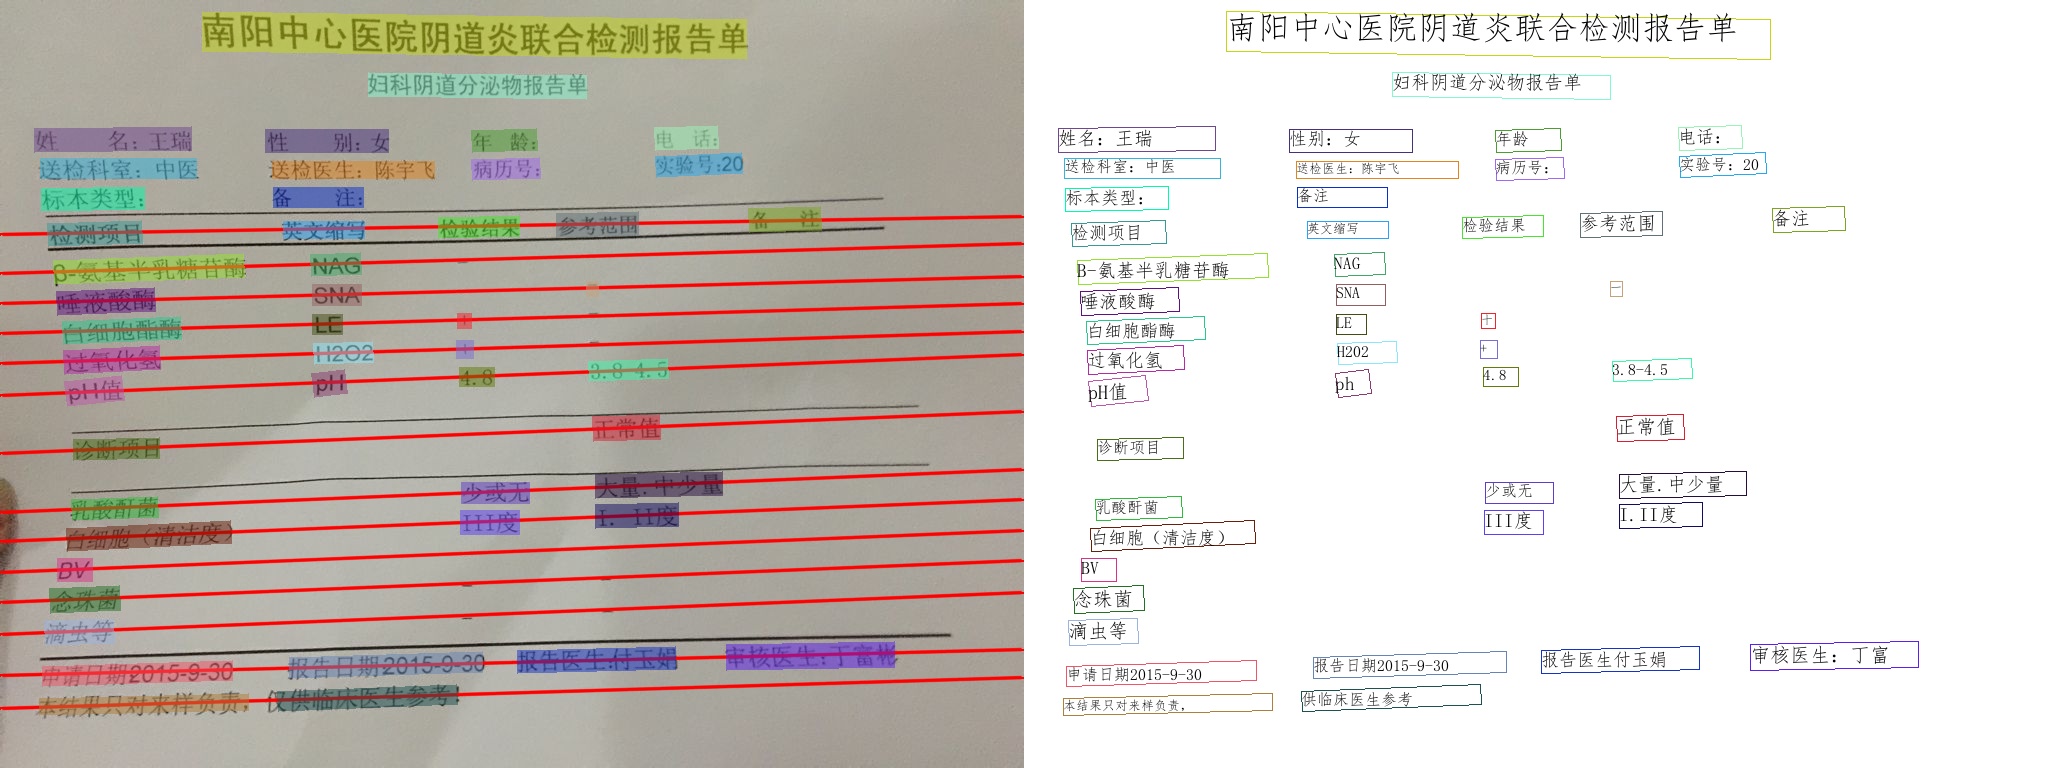 南阳中心医院阴道炎联合检测报告单
妇科阴道分泌物报告单
姓 名：王瑞 性 别：女 年 龄： 电 话：
送检科室：中医 送检医生：陈宇飞 病历号： 实验号:20
标本类型： 备 注：
检测项目 英文缩写 检验结果 参考范围 备 注
β-氨基半乳糖苷酶 NAG －
唾液酸酶 SNA －
白细胞酯酶 LE + －
过氧化氢 H2O2 + －
pH值 pH 4.8 3.8-4.5
诊断项目 正常值
乳酸酐菌 少或无 大量.中少量
白细胞（清洁度） III度 I. II度
BV
念珠菌 － －
滴虫等 － －
申请日期2015-9-30 报告日期2015-9-30 报告医生:付玉娟 审核医生：丁富彬
本结果只对来样负责， 仅供临床医生参考！
南阳中心医院阴道炎联合检测报告单
妇科阴道分泌物报告单
姓名：王瑞 性别：女 年龄 电话：
送检科室：中医 送检医生：陈宇飞 病历号： 实验号：20
标本类型： 备注
检测项目 英文缩写 检验结果 参考范围 备注
B-氨基半乳糖苷酶 NAG
唾液酸酶 SNA 一
白细胞酯酶 LE 十
过氧化氢 H2O2 +
pH值 ph 4.8 3.8-4.5
诊断项目 正常值
乳酸酐菌 少或无 大量.中少量
白细胞（清洁度） III度 I.II度
BV
念珠菌
滴虫等
申请日期2015-9-30 报告日期2015-9-30 报告医生付玉娟 审核医生：丁富
本结果只对来样负责， 供临床医生参考